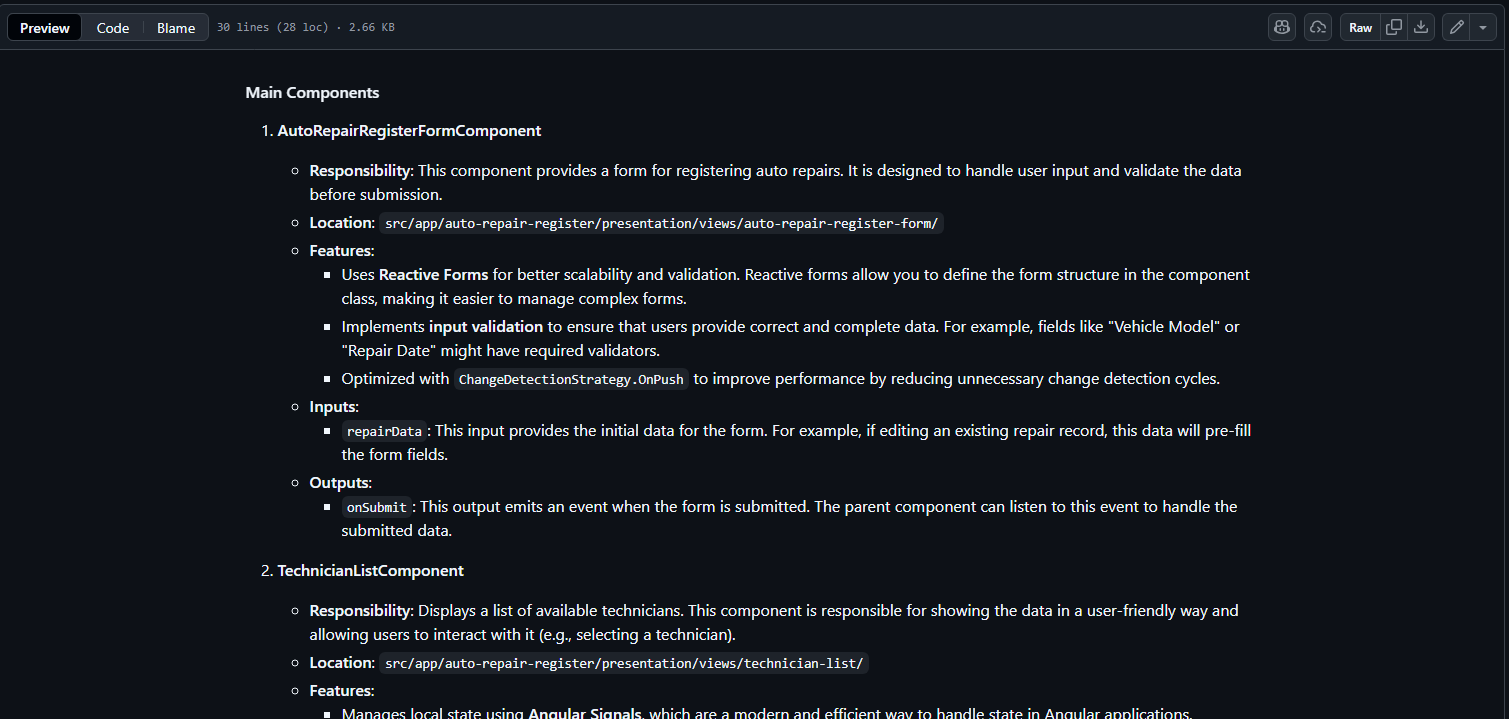 Preview Code Blame 30 lines (28 loc) · 2.66 KB Raw
Main Components
1. AutoRepairRegisterFormComponent
Responsibility: This component provides a form for registering auto repairs. It is designed to handle user input and validate the data
before submission.
Location: src/app/auto-repair-register/presentation/views/auto-repair-register-form/
Features:
Uses Reactive Forms for better scalability and validation. Reactive forms allow you to define the form structure in the component
class, making it easier to manage complex forms.
Implements input validation to ensure that users provide correct and complete data. For example, fields like "Vehicle Model" or
"Repair Date" might have required validators.
Optimized with ChangeDetectionStrategy.OnPush to improve performance by reducing unnecessary change detection cycles.
Inputs:
repairData: This input provides the initial data for the form. For example, if editing an existing repair record, this data will pre-fill
the form fields.
Outputs:
onSubmit: This output emits an event when the form is submitted. The parent component can listen to this event to handle the
submitted data.
2. TechnicianListComponent
Responsibility: Displays a list of available technicians. This component is responsible for showing the data in a user-friendly way and
allowing users to interact with it (e.g., selecting a technician).
Location: src/app/auto-repair-register/presentation/views/technician-list/
Features:
Manages local state using Angular Signals, which are a modern and efficient way to handle state in Angular applications.